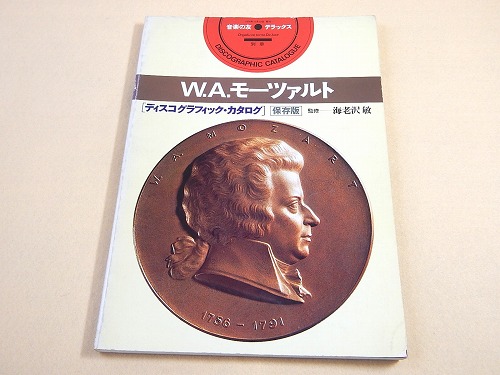 音楽の友●デラックス
別冊
DISCOGRAPHIC CATALOGUE
W.A.モーツァルト
[ディスコグラフィック・カタログ] 保存版 監修──海老沢 敏
W. A. MOZART
1756 - 1791